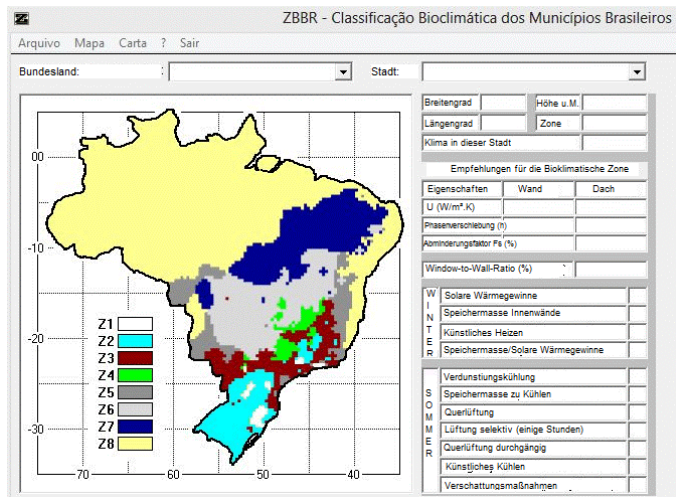 ZBBR - Classificação Bioclimática dos Municípios Brasileiros
Arquivo Mapa Carta ? Sair
Bundesland: : Stadt:
Breitengrad Höhe u.M.
Längengrad Zone
Klima in dieser Stadt
Empfehlungen für die Bioklimatische Zone
Eigenschaften Wand Dach
U (W/m².K)
Phasenverschiebung (h)
Abminderungsfaktor Fs (%)
Window-to-Wall-Ratio (%)
WINTER
Solare Wärmegewinne
Speichermasse Innenwände
Künstliches Heizen
Speichermasse/Solare Wärmegewinne
SOMMER
Verdunstiungskühlung
Speichermasse zu Kühlen
Querlüftung
Lüftung selektiv (einige Stunden)
Querlüftung durchgängig
Künstliches Kühlen
Verschattungsmaßnahmen
00
-10
-20
-30
Z1
Z2
Z3
Z4
Z5
Z6
Z7
Z8
70 60 50 40